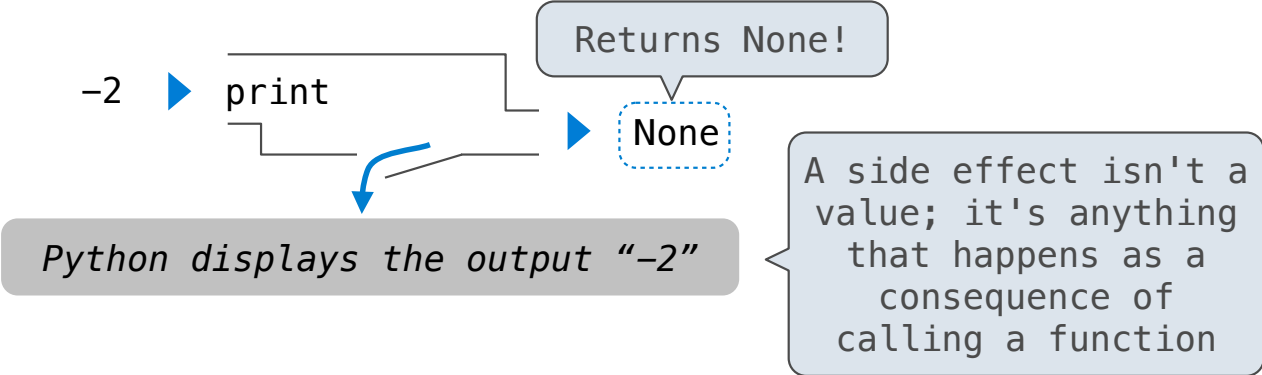 Returns None!
−2
print
None
A side effect isn't a
value; it's anything
that happens as a
consequence of
calling a function
Python displays the output “−2”